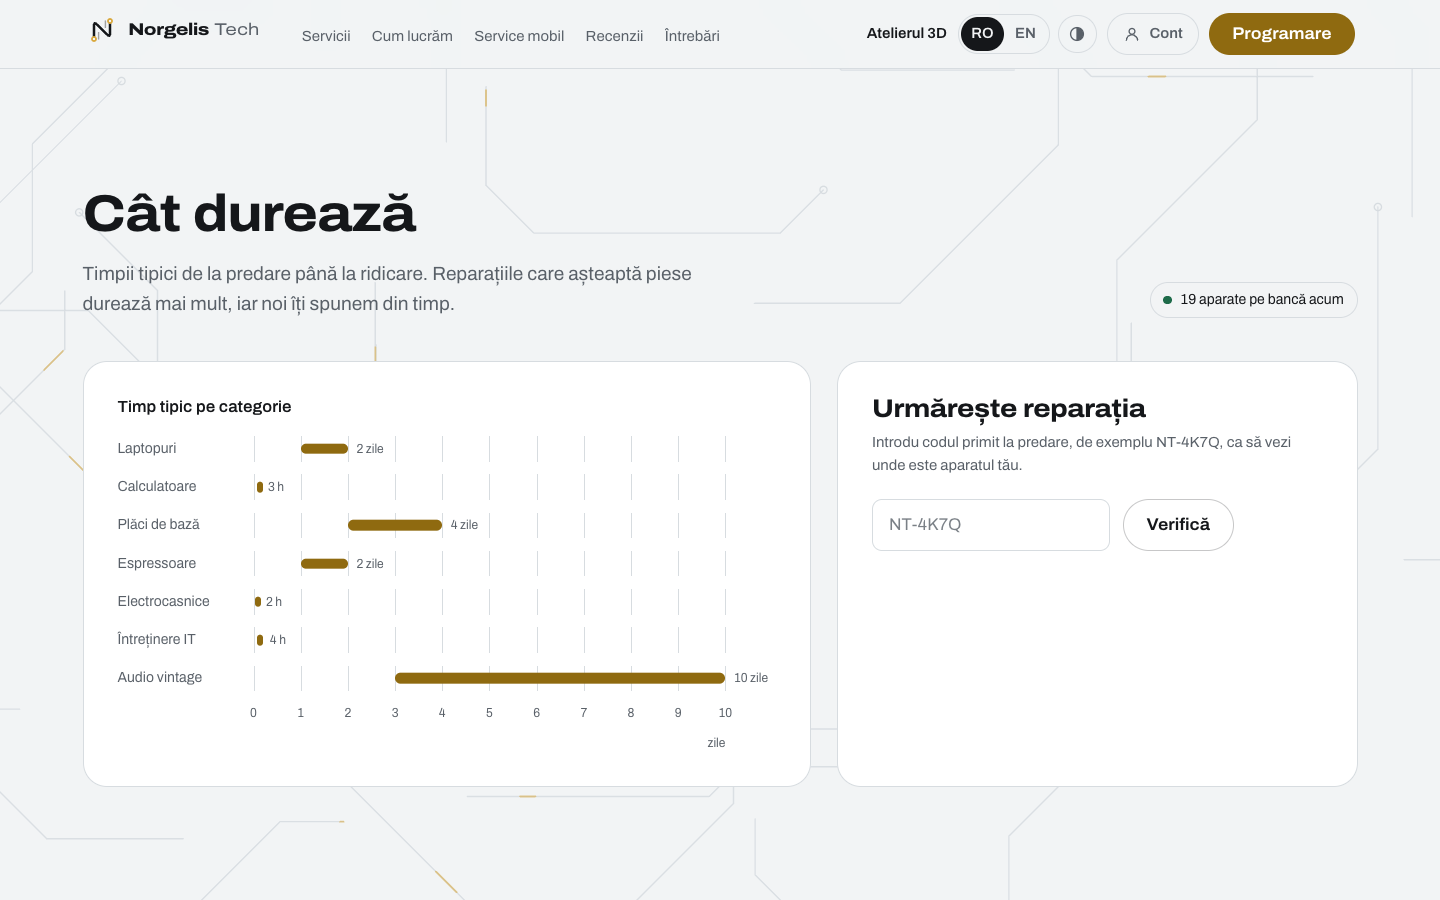 Norgelis Tech
Servicii
Cum lucrăm
Service mobil
Recenzii
Întrebări
Atelierul 3D
RO
EN
Cont
Programare
Cât durează
Timpii tipici de la predare până la ridicare. Reparațiile care așteaptă piese
durează mai mult, iar noi îți spunem din timp.
19 aparate pe bancă acum
Timp tipic pe categorie
Laptopuri
2 zile
Calculatoare
3 h
Plăci de bază
4 zile
Espressoare
2 zile
Electrocasnice
2 h
Întreținere IT
4 h
Audio vintage
10 zile
0 1 2 3 4 5 6 7 8 9 10
zile
Urmărește reparația
Introdu codul primit la predare, de exemplu NT-4K7Q, ca să vezi
unde este aparatul tău.
NT-4K7Q
Verifică